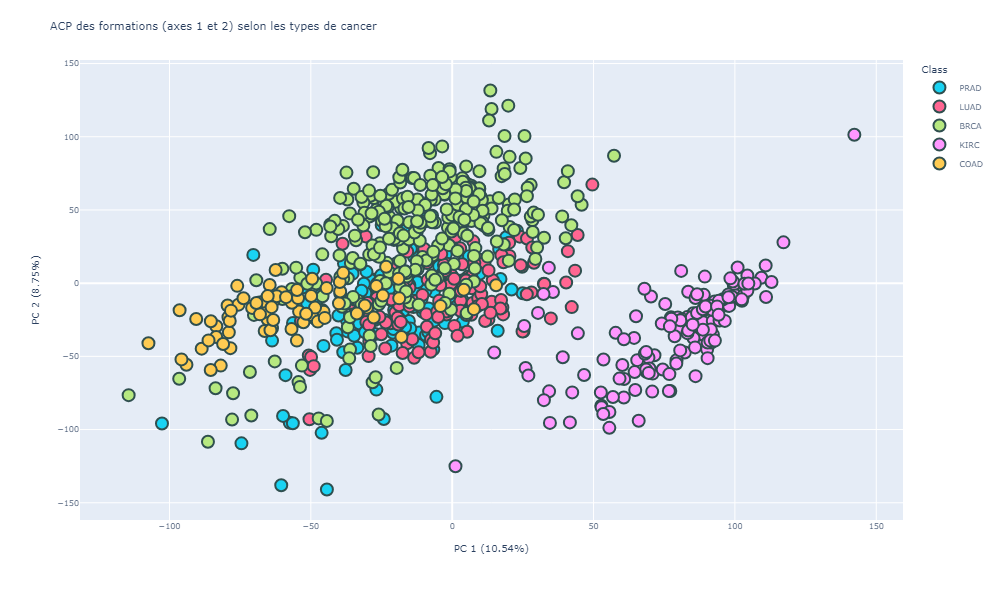 ACP des formations (axes 1 et 2) selon les types de cancer
Class
PRAD
LUAD
BRCA
KIRC
COAD
150
100
50
0
−50
−100
−150
PC 2 (8.75%)
−100
−50
0
50
100
150
PC 1 (10.54%)